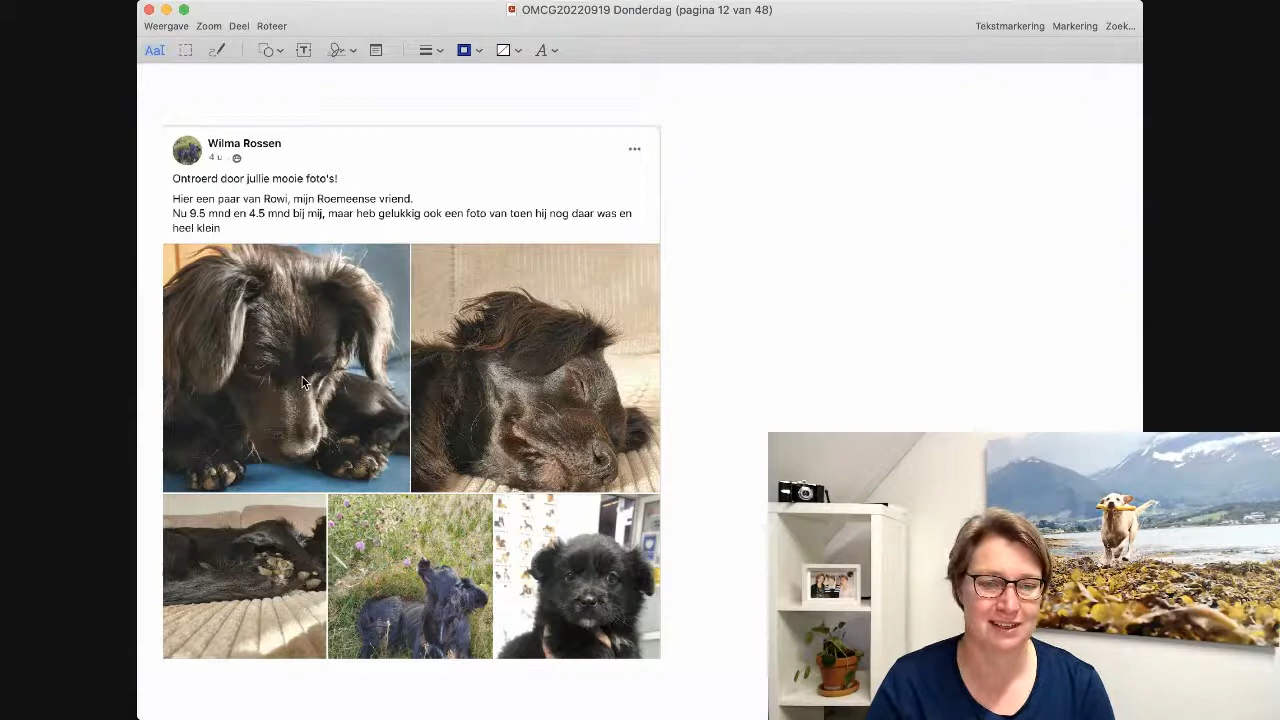 OMCG20220919 Donderdag (pagina 12 van 48)
Weergave Zoom Deel Roteer Tekstmarkering Markering Zoek...
AaI T A
Wilma Rossen
4 u
Ontroerd door jullie mooie foto's!
Hier een paar van Rowi, mijn Roemeense vriend.
Nu 9.5 mnd en 4.5 mnd bij mij, maar heb gelukkig ook een foto van toen hij nog daar was en
heel klein